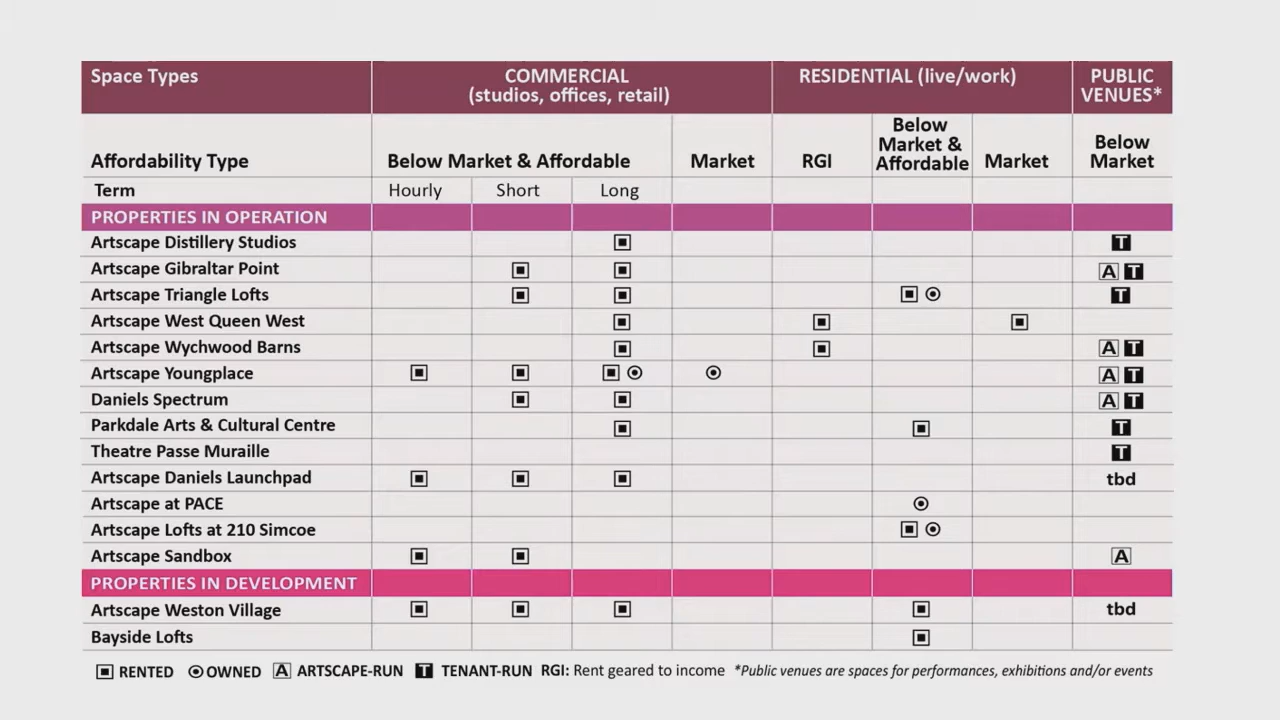 Space Types COMMERCIAL RESIDENTIAL (live/work) PUBLIC
(studios, offices, retail) VENUES*
Affordability Type Below Market & Affordable Market RGI Below Market & Affordable Market Below Market
Term Hourly Short Long
PROPERTIES IN OPERATION
Artscape Distillery Studios T
Artscape Gibraltar Point A T
Artscape Triangle Lofts T
Artscape West Queen West
Artscape Wychwood Barns A T
Artscape Youngplace A T
Daniels Spectrum A T
Parkdale Arts & Cultural Centre T
Theatre Passe Muraille T
Artscape Daniels Launchpad tbd
Artscape at PACE
Artscape Lofts at 210 Simcoe
Artscape Sandbox A
PROPERTIES IN DEVELOPMENT
Artscape Weston Village tbd
Bayside Lofts
RENTED OWNED A ARTSCAPE-RUN T TENANT-RUN RGI: Rent geared to income *Public venues are spaces for performances, exhibitions and/or events